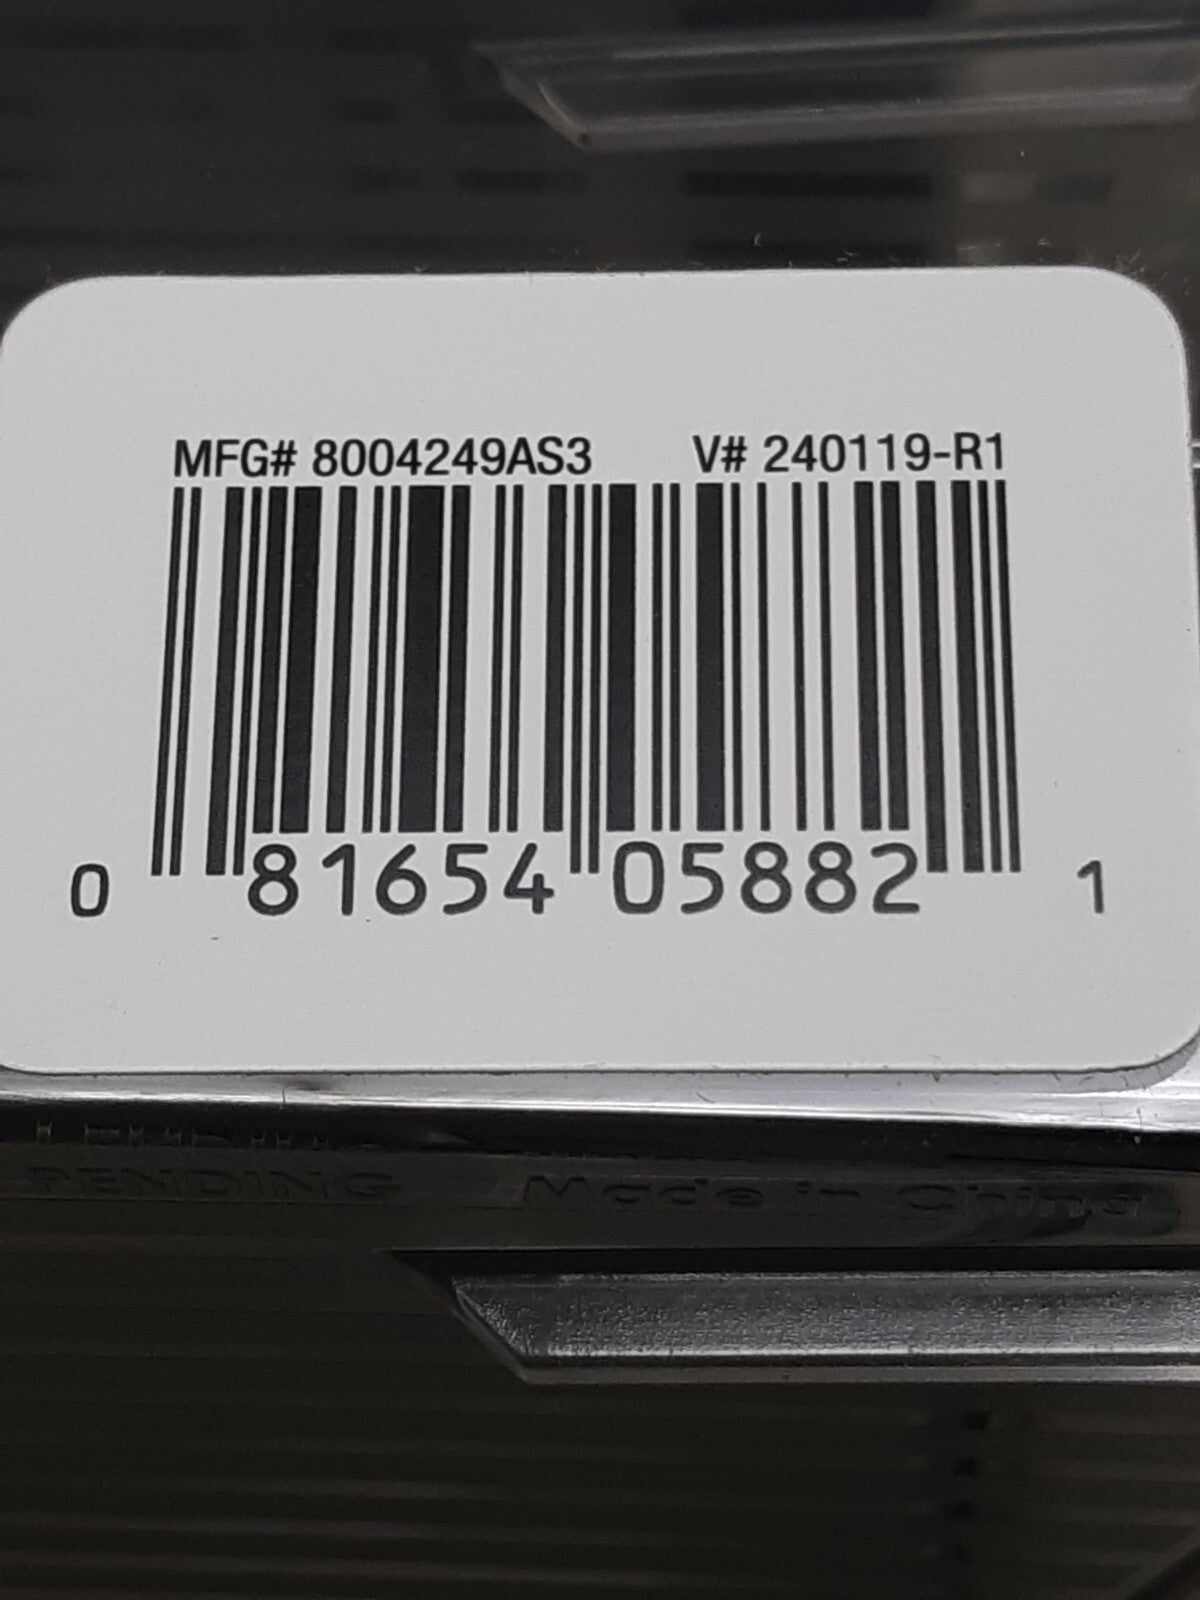 MFG# 8004249AS3 V# 240119-R1
0 81654 05882 1
PENDING Made in China